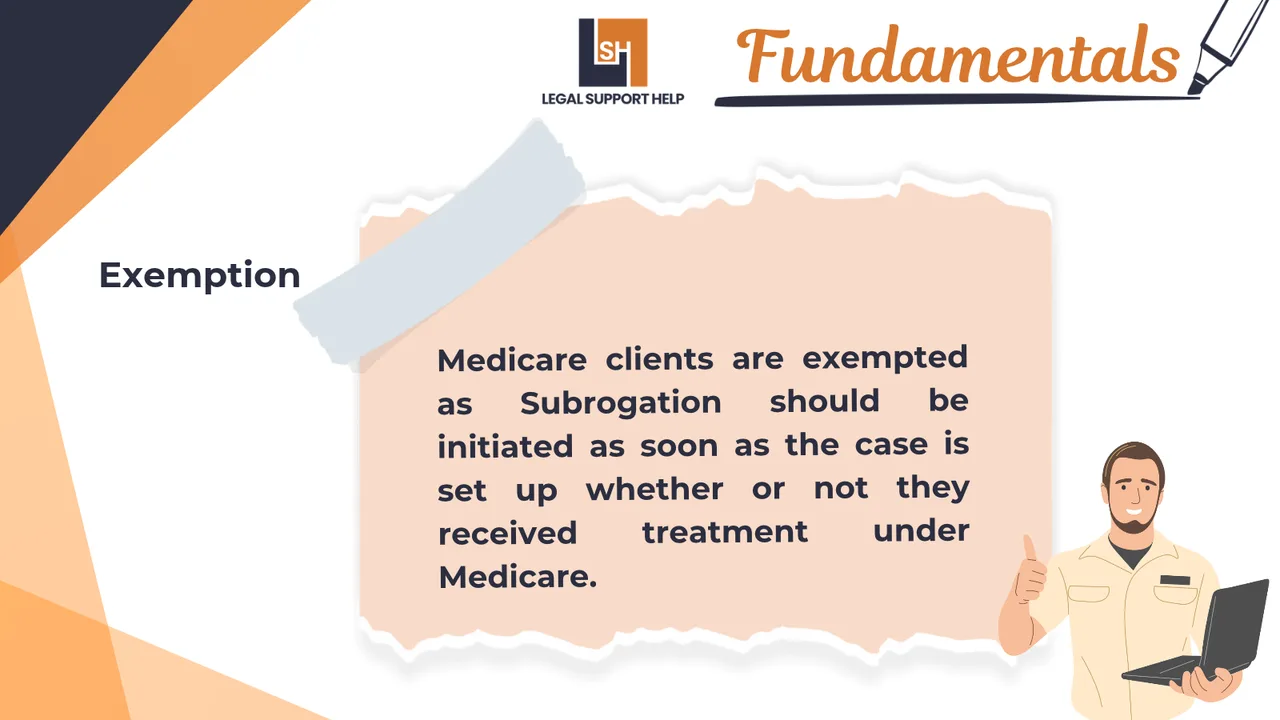 LSH
LEGAL SUPPORT HELP
Fundamentals
Exemption
Medicare clients are exempted
as Subrogation should be
initiated as soon as the case is
set up whether or not they
received treatment under
Medicare.